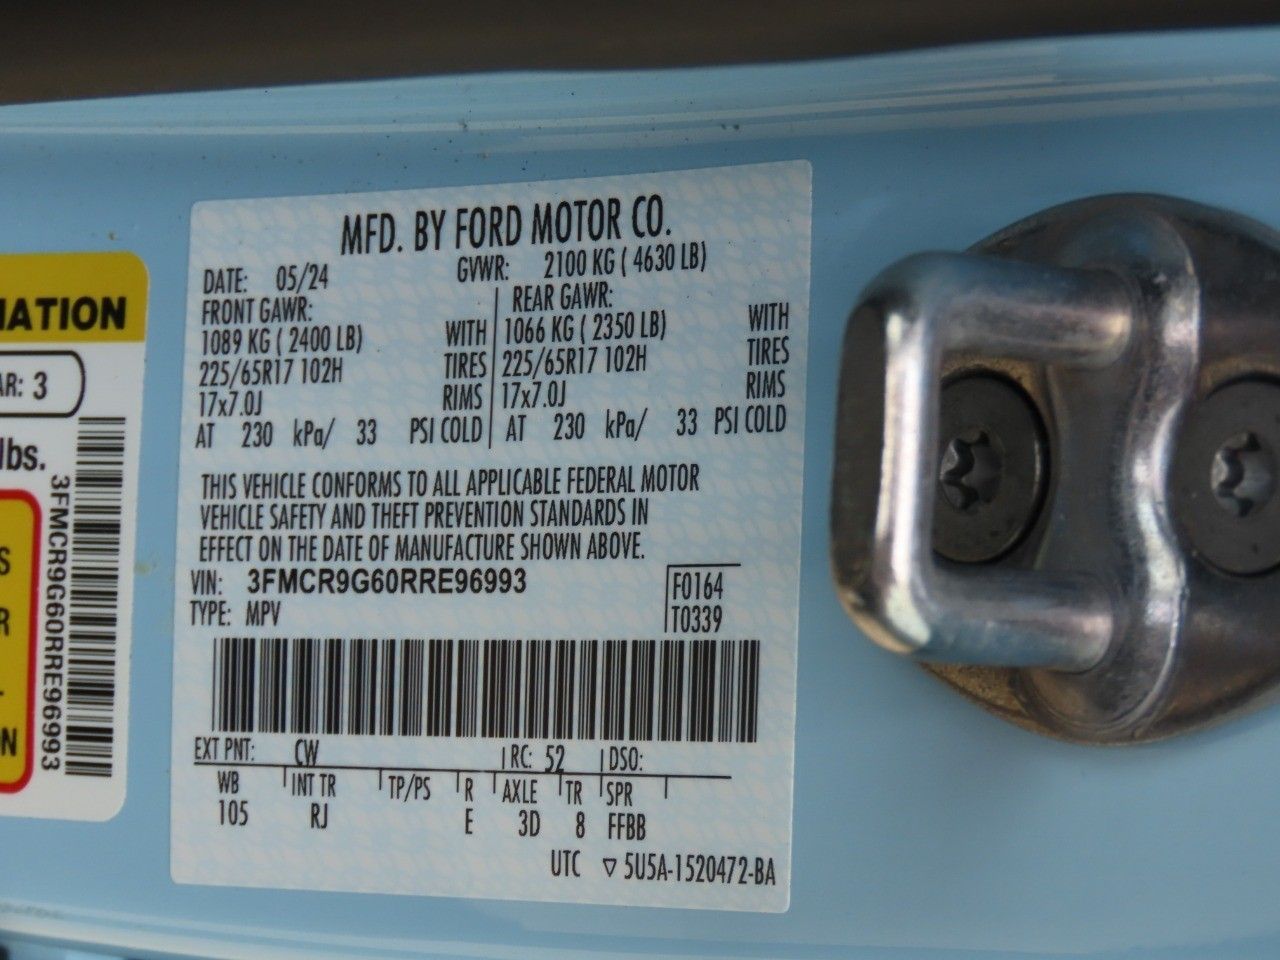 MFD. BY FORD MOTOR CO.
DATE: 05/24 GVWR: 2100 KG ( 4630 LB)
FRONT GAWR: REAR GAWR:
1089 KG ( 2400 LB) WITH 1066 KG ( 2350 LB) WITH
225/65R17 102H TIRES 225/65R17 102H TIRES
17x7.0J RIMS 17x7.0J RIMS
AT 230 kPa/ 33 PSI COLD AT 230 kPa/ 33 PSI COLD
THIS VEHICLE CONFORMS TO ALL APPLICABLE FEDERAL MOTOR
VEHICLE SAFETY AND THEFT PREVENTION STANDARDS IN
EFFECT ON THE DATE OF MANUFACTURE SHOWN ABOVE.
VIN: 3FMCR9G60RRE96993 F0164
TYPE: MPV T0339
EXT PNT: CW RC: 52 DSO:
WB INT TR TP/PS R AXLE TR SPR
105 RJ E 3D 8 FFBB
UTC ▽ 5U5A-1520472-BA
AR: 3
lbs.
3FMCR9G60RRE96993